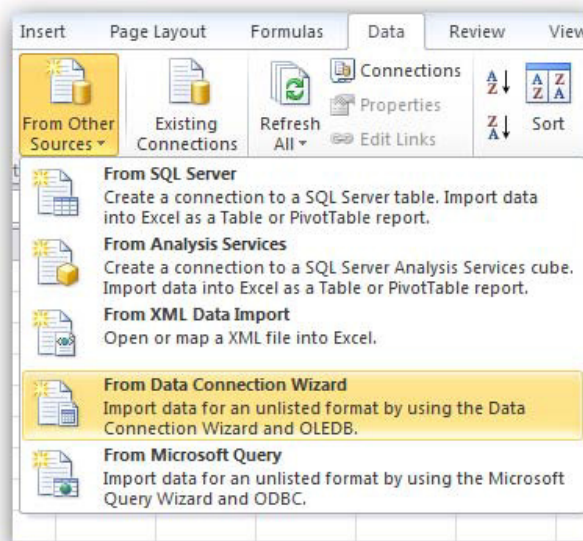 Insert Page Layout Formulas Data Review View
From Other Sources
Existing Connections
Refresh All
Connections
Properties
Edit Links
Sort
From SQL Server
Create a connection to a SQL Server table. Import data
into Excel as a Table or PivotTable report.
From Analysis Services
Create a connection to a SQL Server Analysis Services cube.
Import data into Excel as a Table or PivotTable report.
From XML Data Import
Open or map a XML file into Excel.
From Data Connection Wizard
Import data for an unlisted format by using the Data
Connection Wizard and OLEDB.
From Microsoft Query
Import data for an unlisted format by using the Microsoft
Query Wizard and ODBC.